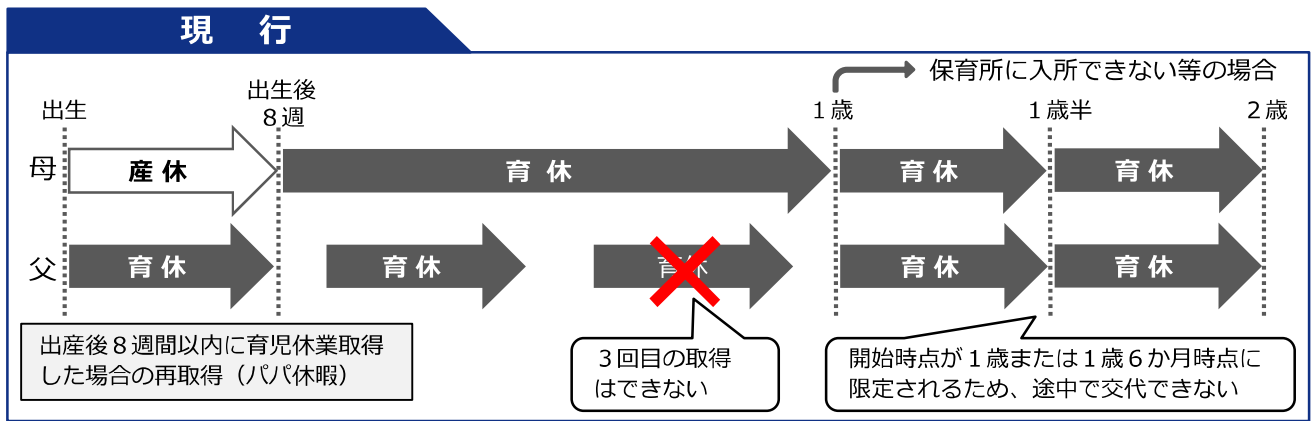 現　行
保育所に入所できない等の場合
出生
出生後
８週
１歳
１歳半
２歳
母
産 休
育 休
育 休
育 休
父
育 休
育 休
育休
育 休
育 休
出産後８週間以内に育児休業取得
した場合の再取得（パパ休暇）
３回目の取得
はできない
開始時点が１歳または１歳６か月時点に
限定されるため、途中で交代できない